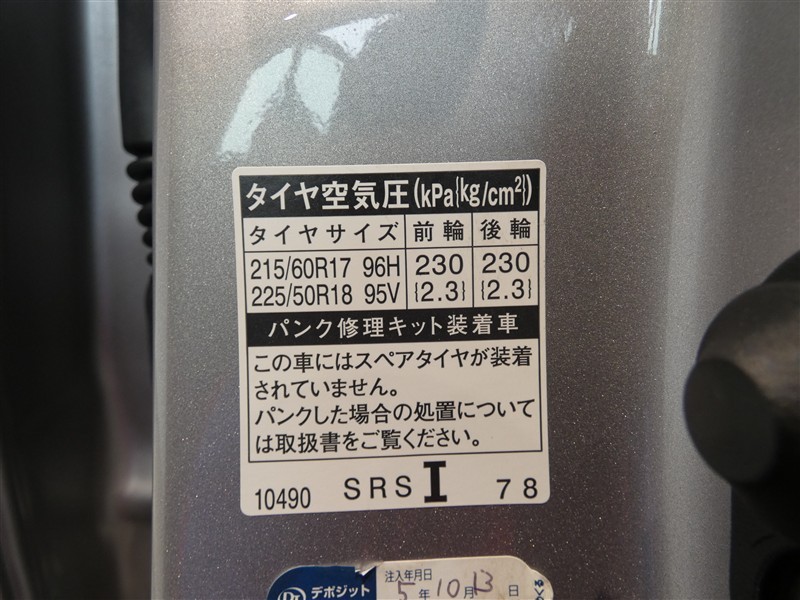 タイヤ空気圧(kPa{kg/cm²})
タイヤサイズ 前輪 後輪
215/60R17 96H 230 230
225/50R18 95V {2.3} {2.3}
パンク修理キット装着車
この車にはスペアタイヤが装着
されていません。
パンクした場合の処置について
は取扱書をご覧ください。
10490 SRS I 78
注入年月日
デポジット 5年10月13日